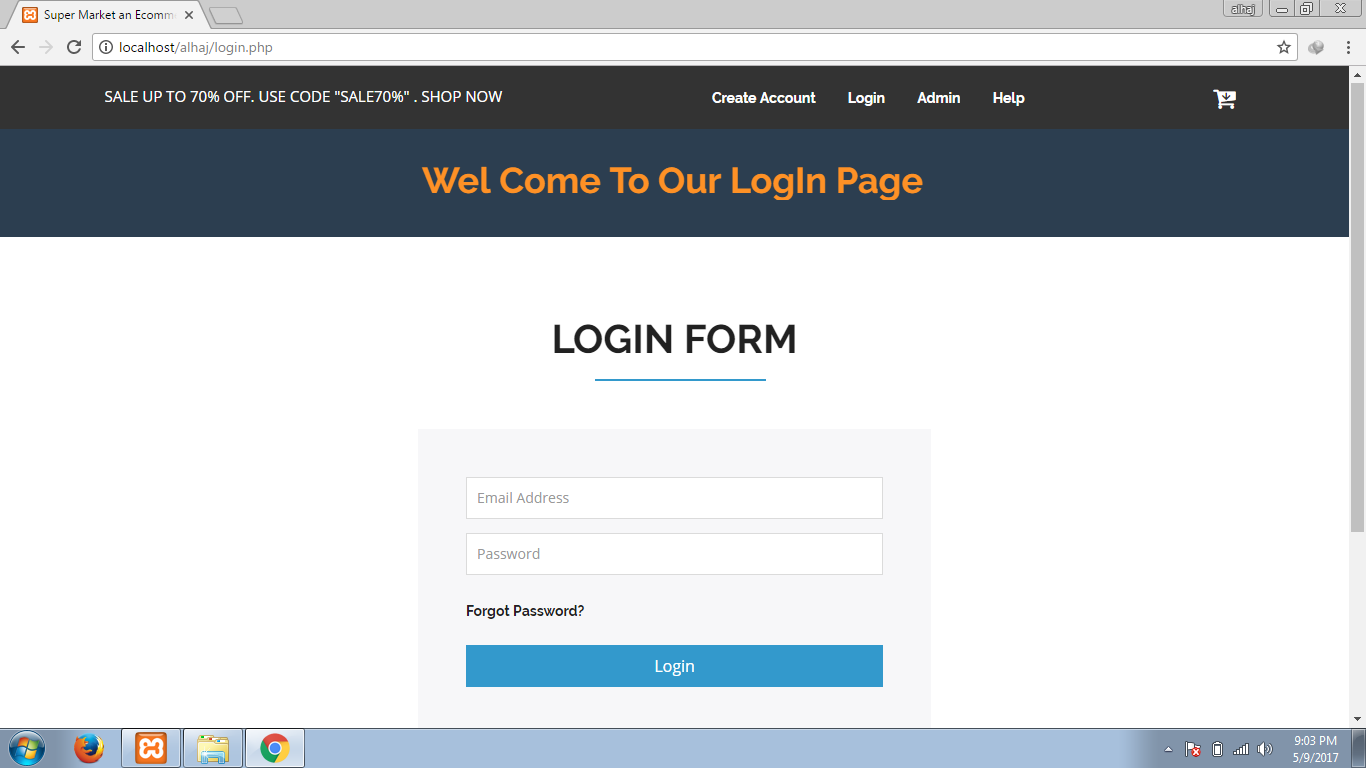 Super Market an Ecomm
alhaj
localhost/alhaj/login.php
SALE UP TO 70% OFF. USE CODE "SALE70%" . SHOP NOW
Create Account Login Admin Help
Wel Come To Our LogIn Page
LOGIN FORM
Email Address
Password
Forgot Password?
Login
9:03 PM
5/9/2017